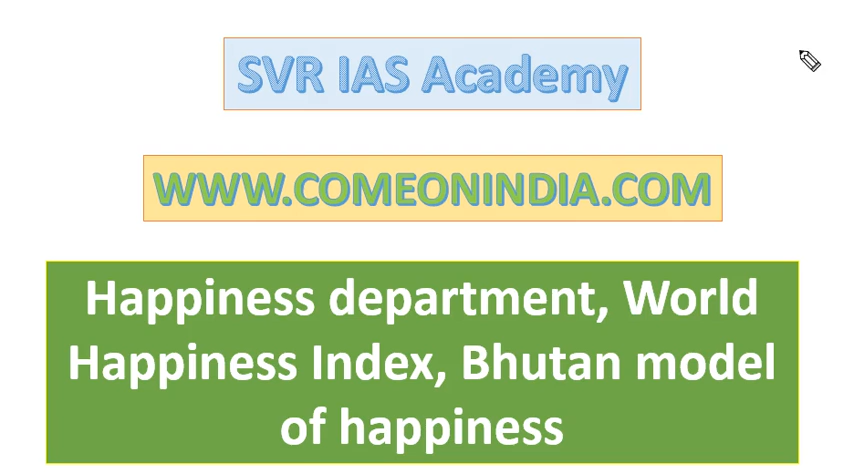 SVR IAS Academy
WWW.COMEONINDIA.COM
Happiness department, World
Happiness Index, Bhutan model
of happiness